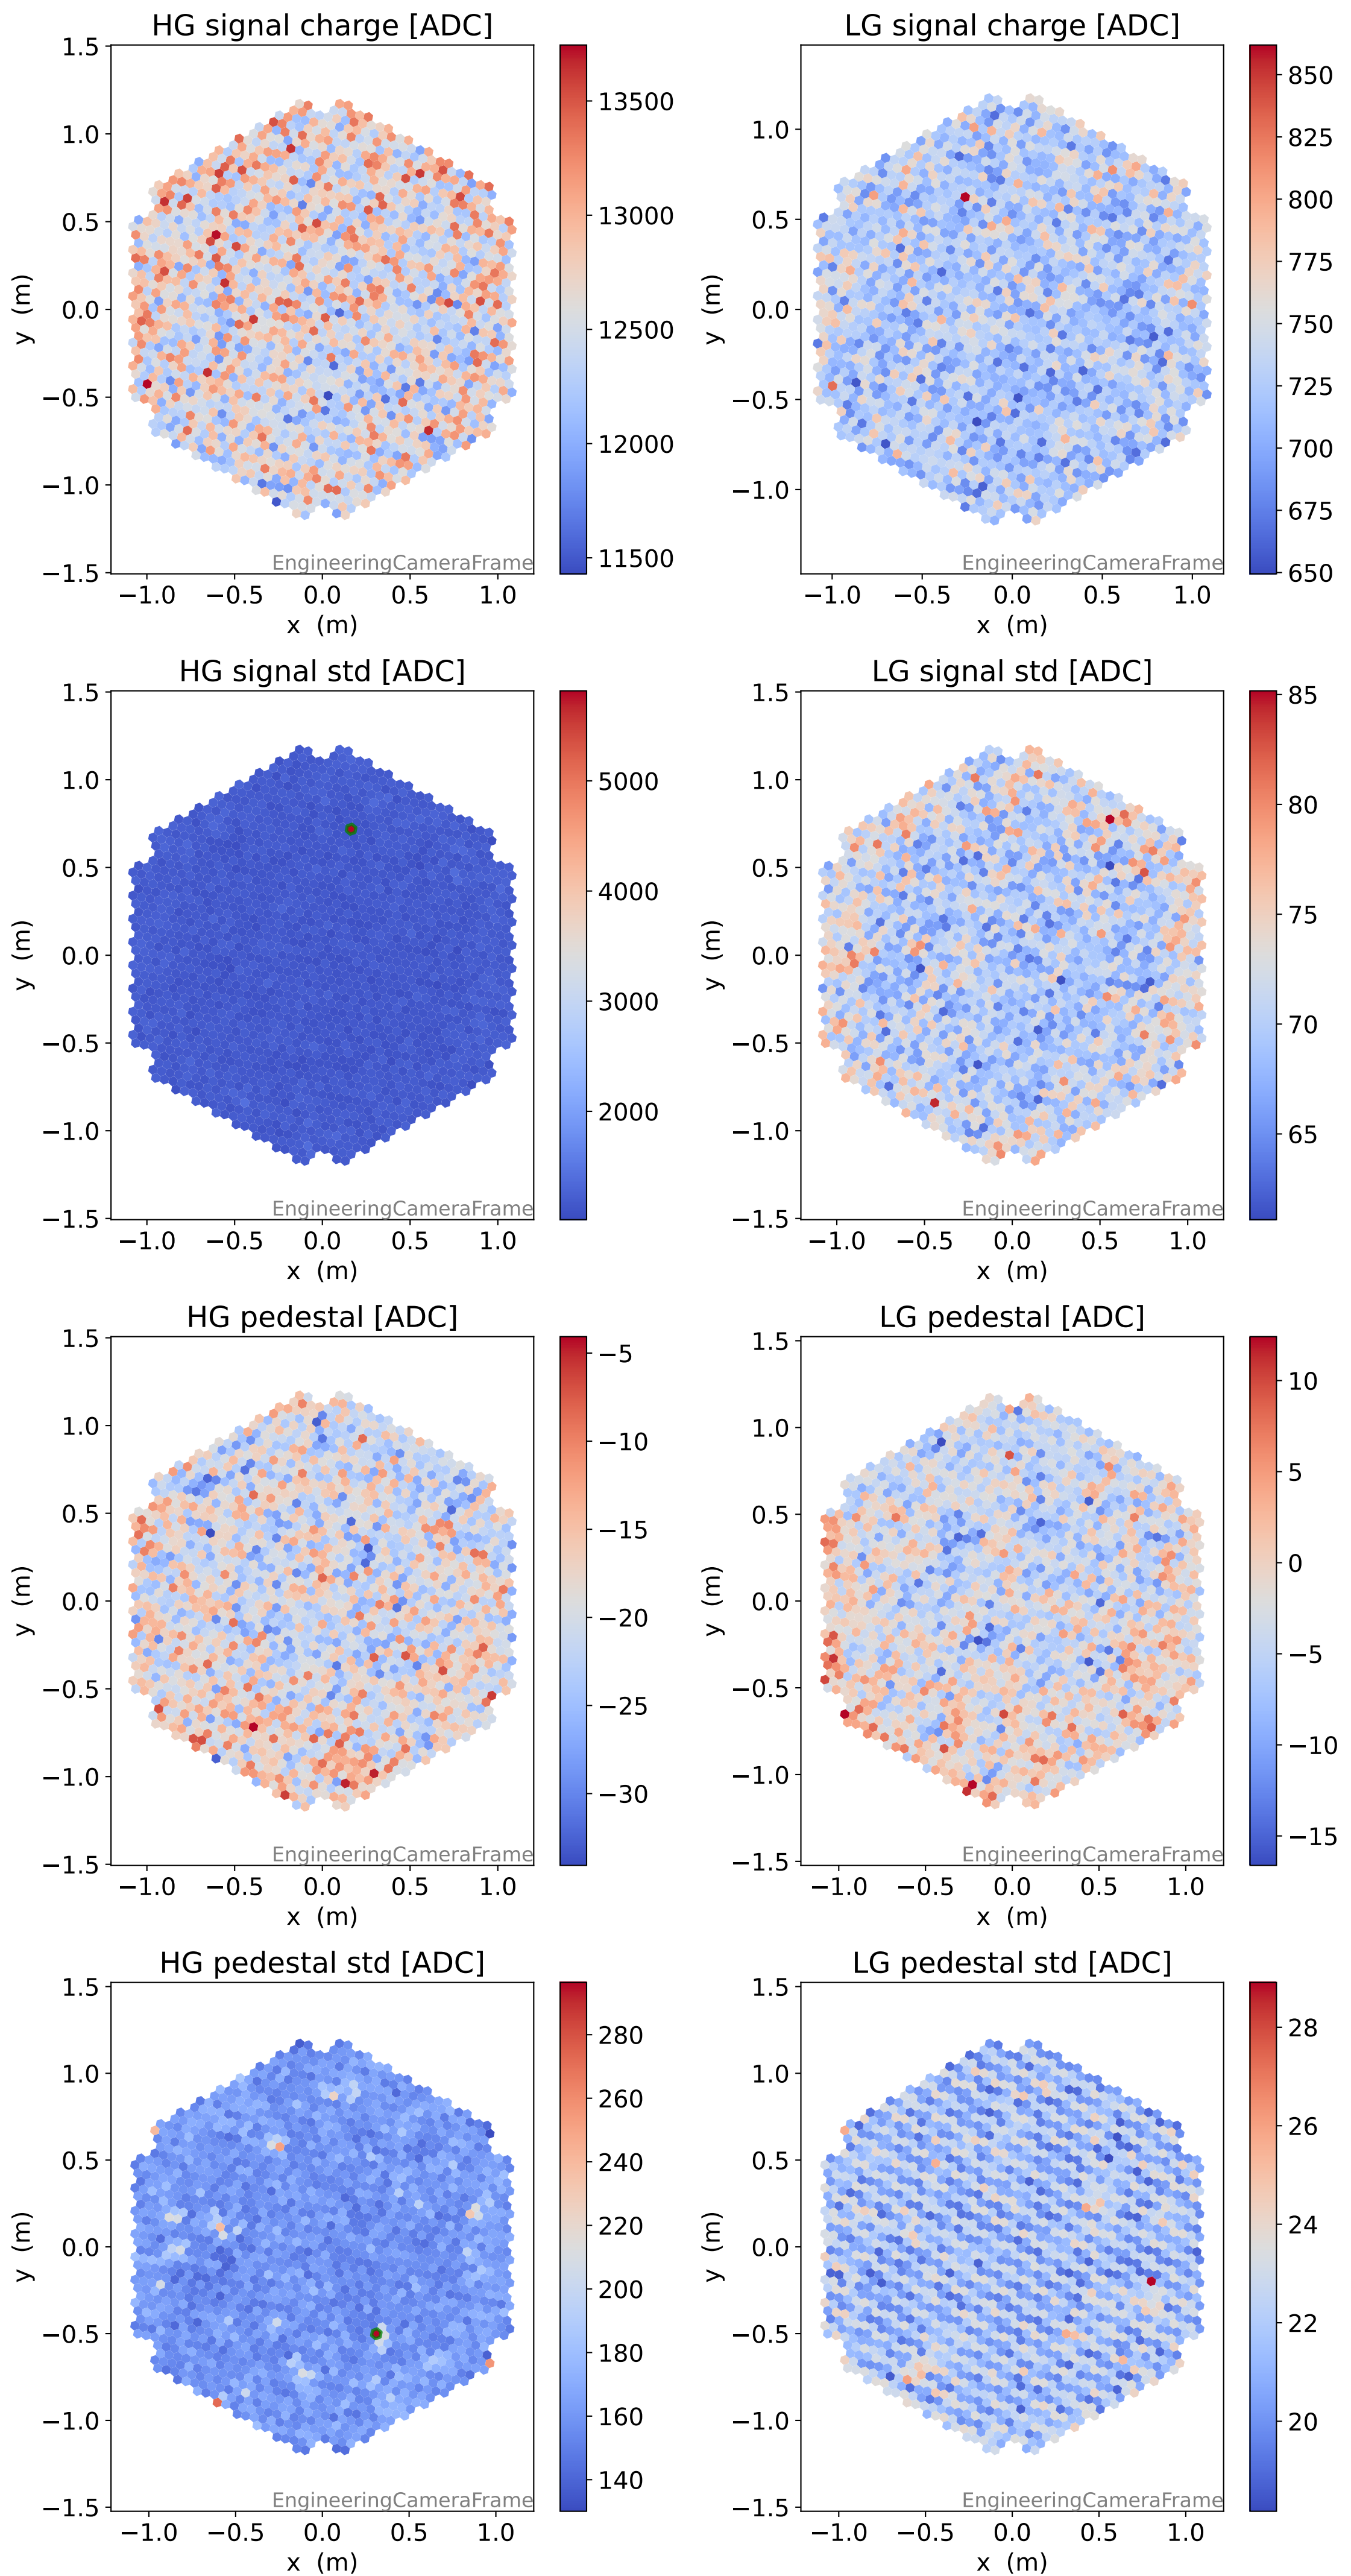 HG signal charge [ADC]
LG signal charge [ADC]
1.5
1.0
0.5
0.0
−0.5
−1.0
−1.5
y (m)
−1.0 −0.5 0.0 0.5 1.0
x (m)
EngineeringCameraFrame
13500
13000
12500
12000
11500
1.0
0.5
0.0
−0.5
−1.0
y (m)
−1.0 −0.5 0.0 0.5 1.0
x (m)
EngineeringCameraFrame
850
825
800
775
750
725
700
675
650
HG signal std [ADC]
LG signal std [ADC]
1.5
1.0
0.5
0.0
−0.5
−1.0
−1.5
y (m)
−1.0 −0.5 0.0 0.5 1.0
x (m)
EngineeringCameraFrame
5000
4000
3000
2000
1.5
1.0
0.5
0.0
−0.5
−1.0
−1.5
y (m)
−1.0 −0.5 0.0 0.5 1.0
x (m)
EngineeringCameraFrame
85
80
75
70
65
HG pedestal [ADC]
LG pedestal [ADC]
1.5
1.0
0.5
0.0
−0.5
−1.0
−1.5
y (m)
−1.0 −0.5 0.0 0.5 1.0
x (m)
EngineeringCameraFrame
−5
−10
−15
−20
−25
−30
1.5
1.0
0.5
0.0
−0.5
−1.0
−1.5
y (m)
−1.0 −0.5 0.0 0.5 1.0
x (m)
EngineeringCameraFrame
10
5
0
−5
−10
−15
HG pedestal std [ADC]
LG pedestal std [ADC]
1.5
1.0
0.5
0.0
−0.5
−1.0
−1.5
y (m)
−1.0 −0.5 0.0 0.5 1.0
x (m)
EngineeringCameraFrame
280
260
240
220
200
180
160
140
1.5
1.0
0.5
0.0
−0.5
−1.0
−1.5
y (m)
−1.0 −0.5 0.0 0.5 1.0
x (m)
EngineeringCameraFrame
28
26
24
22
20